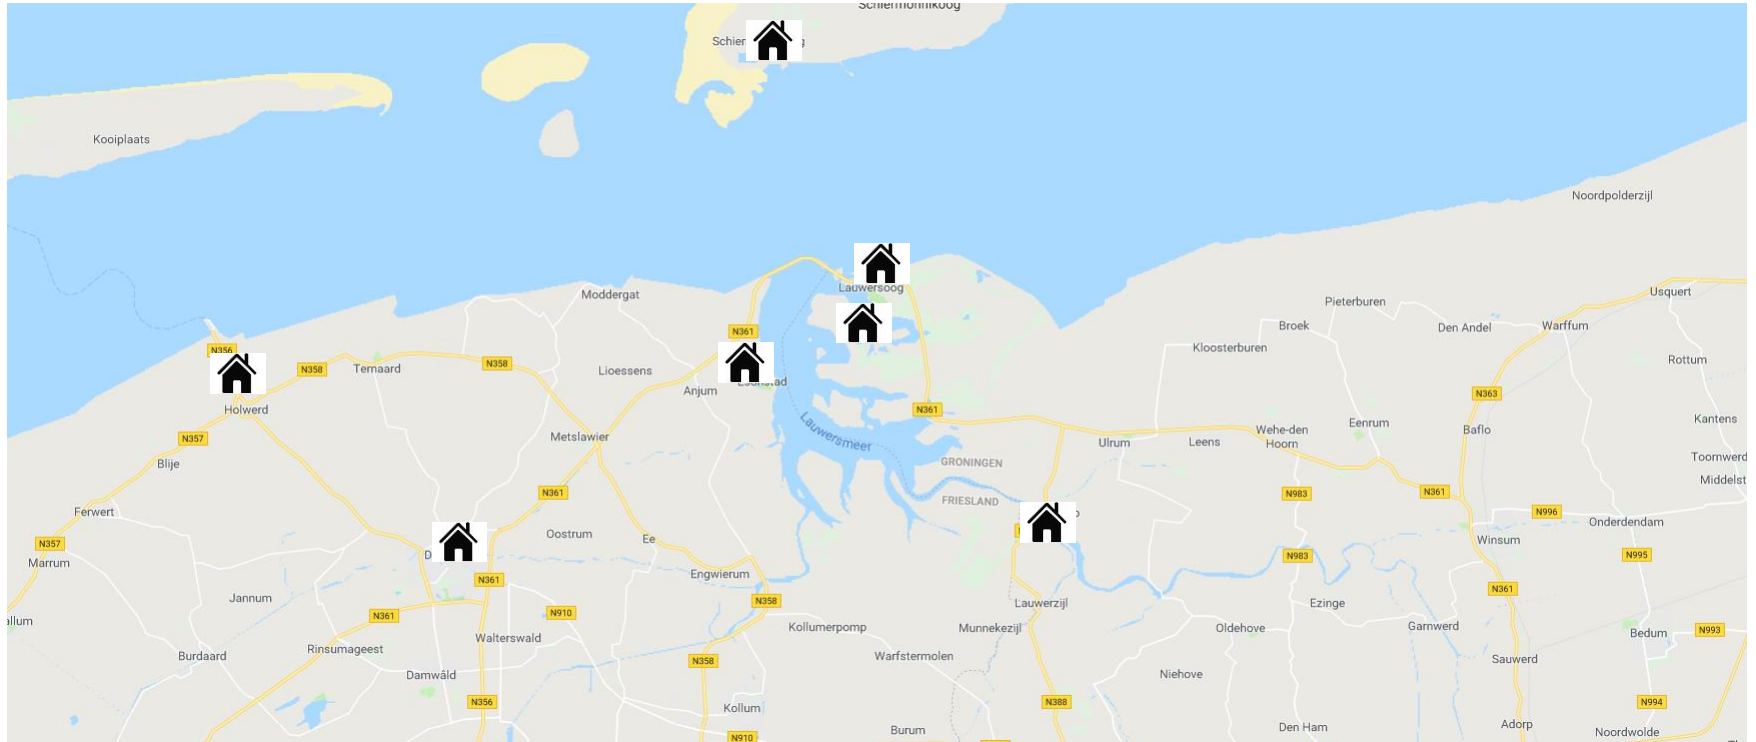 Schiermonnikoog
Kooiplaats
Noordpolderzijl
Lauwersoog
Moddergat
Usquert
Pieterburen
Broek
Den Andel
Warffum
N361
N356
N358
Ternaard
N358
Lioessens
Anjum
Kloosterburen
Rottum
Holwerd
N361
N363
Kantens
N357
Metslawier
Lauwersmeer
Ulrum
Leens
Wehe-den
Hoorn
Eenrum
Baflo
Toornwerd
Blije
GRONINGEN
Middelst
Ferwert
N361
FRIESLAND
N983
N361
N996
Onderdendam
N357
Oostrum
Ee
Winsum
Marrum
N361
Engwierum
N983
N995
Jannum
N361
N910
N358
Lauwerzijl
Ezinge
N361
allum
Kollumerpomp
Munnekezijl
Oldehove
Garnwerd
Bedum
N993
Burdaard
Rinsumageest
Walterswald
N358
Warfstermolen
Sauwerd
Damwâld
Niehove
N356
Kollum
N388
N994
N910
Burum
Den Ham
Adorp
Noordwolde